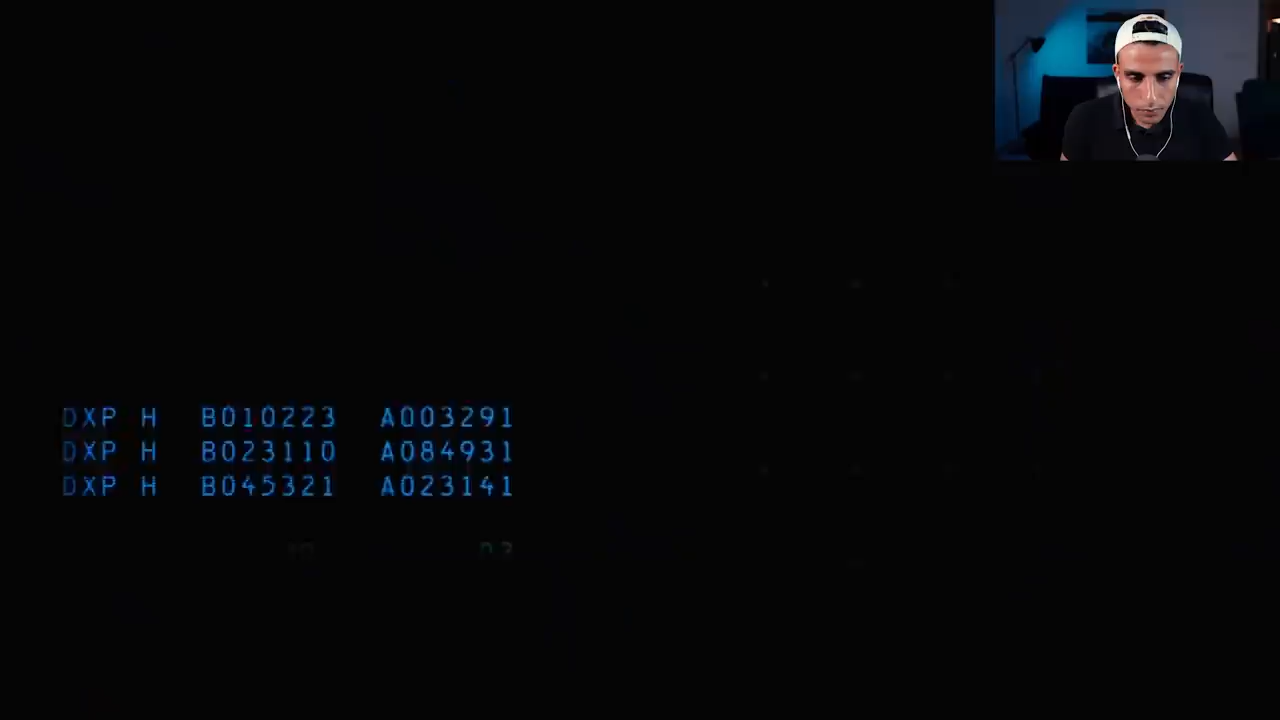 DXP H B010223 A003291
DXP H B023110 A084931
DXP H B045321 A023141